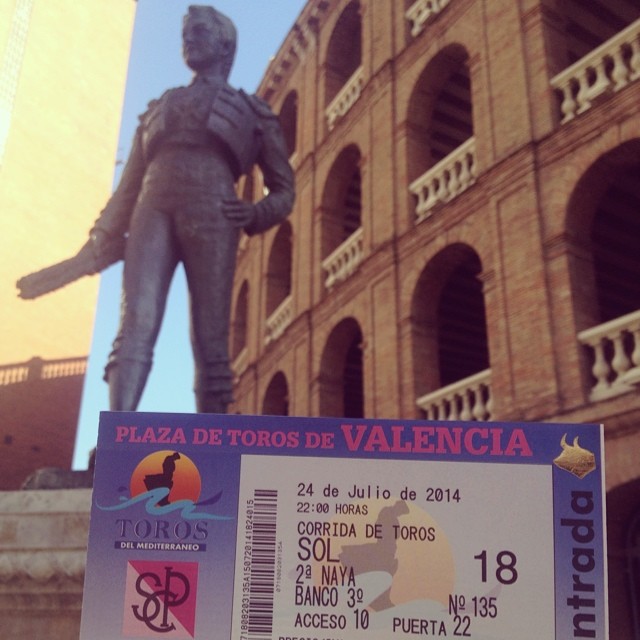 PLAZA DE TOROS DE VALENCIA
TOROS
DEL MEDITERRANEO
24 de Julio de 2014
22:00 HORAS
CORRIDA DE TOROS
SOL
18
2ª NAYA
BANCO 3º
Nº 135
ACCESO 10
PUERTA 22
ntrada